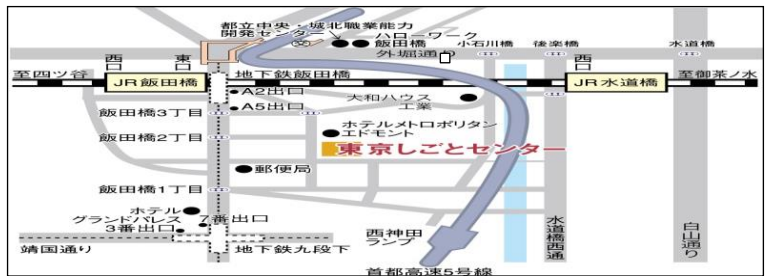 都立中央・城北職業能力
開発センター
ハローワーク
飯田橋
外堀通り
小石川橋
後楽橋
水道橋
西口
東口
西口
至四ツ谷
JR飯田橋
地下鉄飯田橋
JR水道橋
至御茶ノ水
A2出口
A5出口
大和ハウス
工業
飯田橋3丁目
ホテルメトロポリタン
エドモント
飯田橋2丁目
東京しごとセンター
郵便局
飯田橋1丁目
ホテル
グランドパレス
7番出口
3番出口
西神田
ランプ
水道橋西通り
白山通り
靖国通り
地下鉄九段下
首都高速5号線